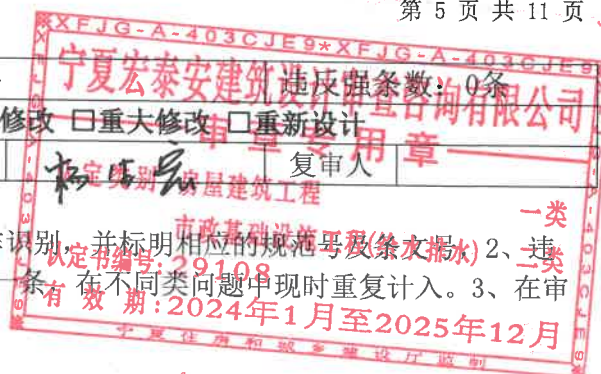 第 5 页 共 11 页
XFJG-A-403CJE9*XFJG-A-403CJE9
违反强条数：0条
宁夏宏泰安建筑设计审查咨询有限公司
修改 口重大修改 口重新设计
审查专用章
复审人
认定类别:房屋建筑工程 一类
市政基础设施工程(给水排水) 二类
识别，并标明相应的规范号及条文号，2、违
认定书编号:29108
条，在不同类问题中现时重复计入。3、在审
有效期:2024年1月至2025年12月
宁夏住房和城乡建设厅监制